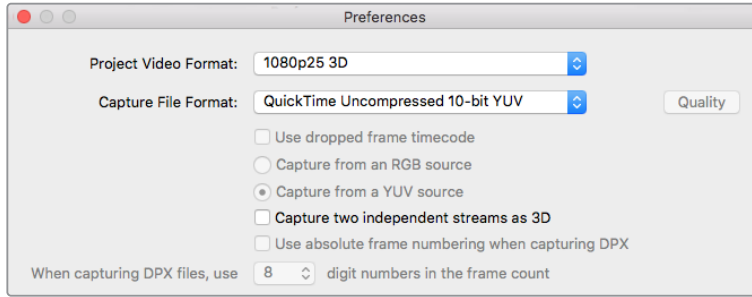 Preferences
Project Video Format: 1080p25 3D
Capture File Format: QuickTime Uncompressed 10-bit YUV Quality
Use dropped frame timecode
Capture from an RGB source
Capture from a YUV source
Capture two independent streams as 3D
Use absolute frame numbering when capturing DPX
When capturing DPX files, use 8 digit numbers in the frame count